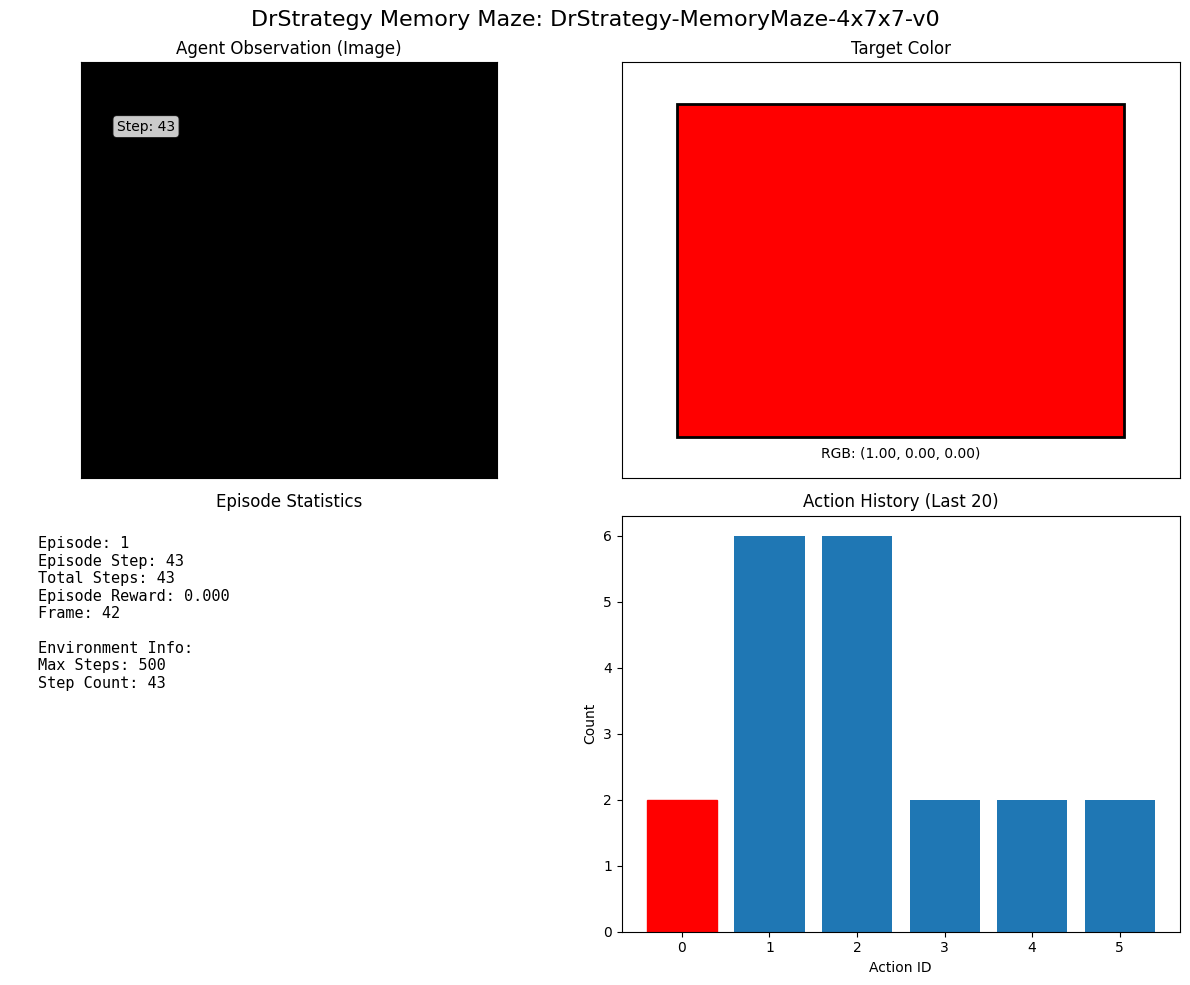 DrStrategy Memory Maze: DrStrategy-MemoryMaze-4x7x7-v0
Agent Observation (Image)
Step: 43
Target Color
RGB: (1.00, 0.00, 0.00)
Episode Statistics
Episode: 1
Episode Step: 43
Total Steps: 43
Episode Reward: 0.000
Frame: 42
Environment Info:
Max Steps: 500
Step Count: 43
Action History (Last 20)
6
5
4
3
2
1
0
Count
0 1 2 3 4 5
Action ID